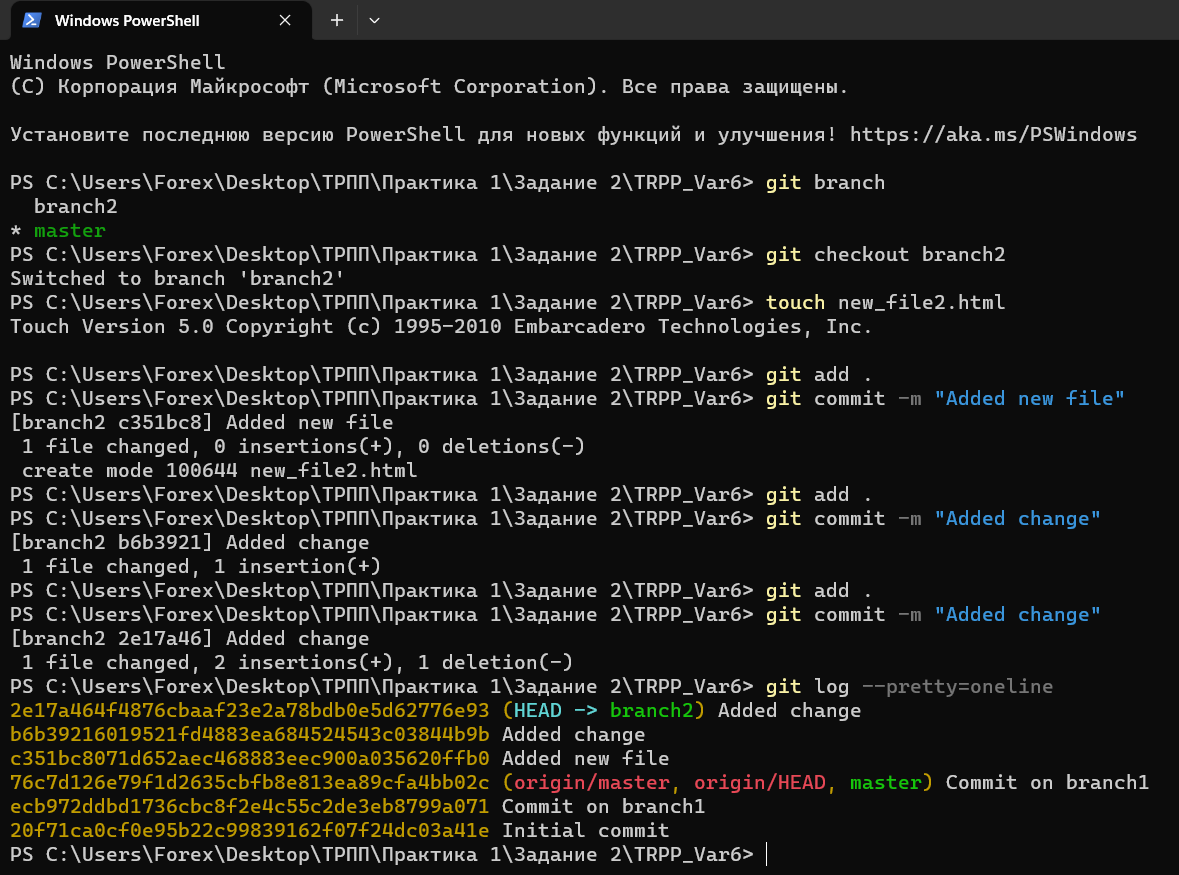 Windows PowerShell
Windows PowerShell
(C) Корпорация Майкрософт (Microsoft Corporation). Все права защищены.
Установите последнюю версию PowerShell для новых функций и улучшения! https://aka.ms/PSWindows
PS C:\Users\Forex\Desktop\ТРПП\Практика 1\Задание 2\TRPP_Var6> git branch
  branch2
* master
PS C:\Users\Forex\Desktop\ТРПП\Практика 1\Задание 2\TRPP_Var6> git checkout branch2
Switched to branch 'branch2'
PS C:\Users\Forex\Desktop\ТРПП\Практика 1\Задание 2\TRPP_Var6> touch new_file2.html
Touch Version 5.0 Copyright (c) 1995-2010 Embarcadero Technologies, Inc.
PS C:\Users\Forex\Desktop\ТРПП\Практика 1\Задание 2\TRPP_Var6> git add .
PS C:\Users\Forex\Desktop\ТРПП\Практика 1\Задание 2\TRPP_Var6> git commit -m "Added new file"
[branch2 c351bc8] Added new file
 1 file changed, 0 insertions(+), 0 deletions(-)
 create mode 100644 new_file2.html
PS C:\Users\Forex\Desktop\ТРПП\Практика 1\Задание 2\TRPP_Var6> git add .
PS C:\Users\Forex\Desktop\ТРПП\Практика 1\Задание 2\TRPP_Var6> git commit -m "Added change"
[branch2 b6b3921] Added change
 1 file changed, 1 insertion(+)
PS C:\Users\Forex\Desktop\ТРПП\Практика 1\Задание 2\TRPP_Var6> git add .
PS C:\Users\Forex\Desktop\ТРПП\Практика 1\Задание 2\TRPP_Var6> git commit -m "Added change"
[branch2 2e17a46] Added change
 1 file changed, 2 insertions(+), 1 deletion(-)
PS C:\Users\Forex\Desktop\ТРПП\Практика 1\Задание 2\TRPP_Var6> git log --pretty=oneline
2e17a464f4876cbaaf23e2a78bdb0e5d62776e93 (HEAD -> branch2) Added change
b6b39216019521fd4883ea684524543c03844b9b Added change
c351bc8071d652aec468883eec900a035620ffb0 Added new file
76c7d126e79f1d2635cbfb8e813ea89cfa4bb02c (origin/master, origin/HEAD, master) Commit on branch1
ecb972ddbd1736cbc8f2e4c55c2de3eb8799a071 Commit on branch1
20f71ca0cf0e95b22c99839162f07f24dc03a41e Initial commit
PS C:\Users\Forex\Desktop\ТРПП\Практика 1\Задание 2\TRPP_Var6>